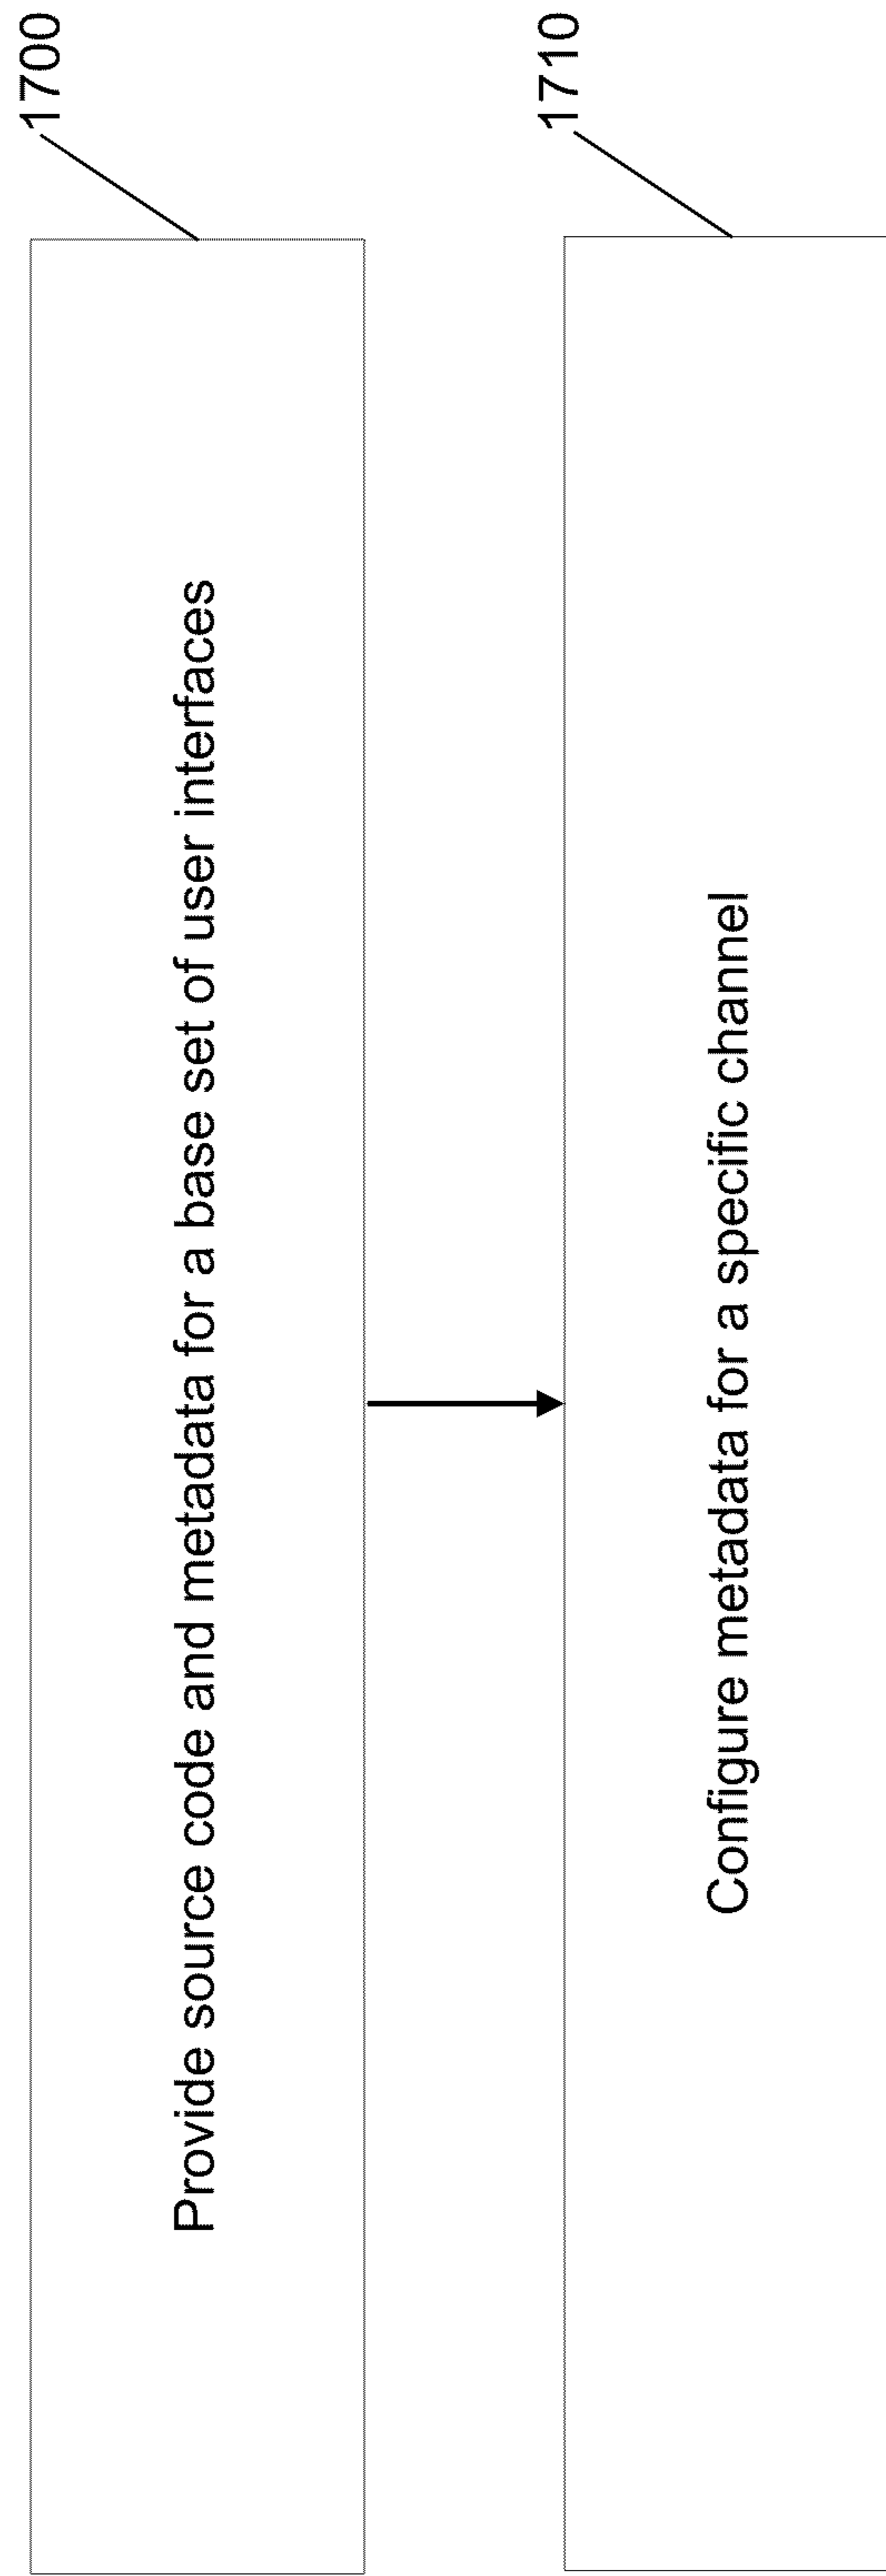 1700
Provide source code and metadata for a base set of user interfaces
1710
Configure metadata for a specific channel